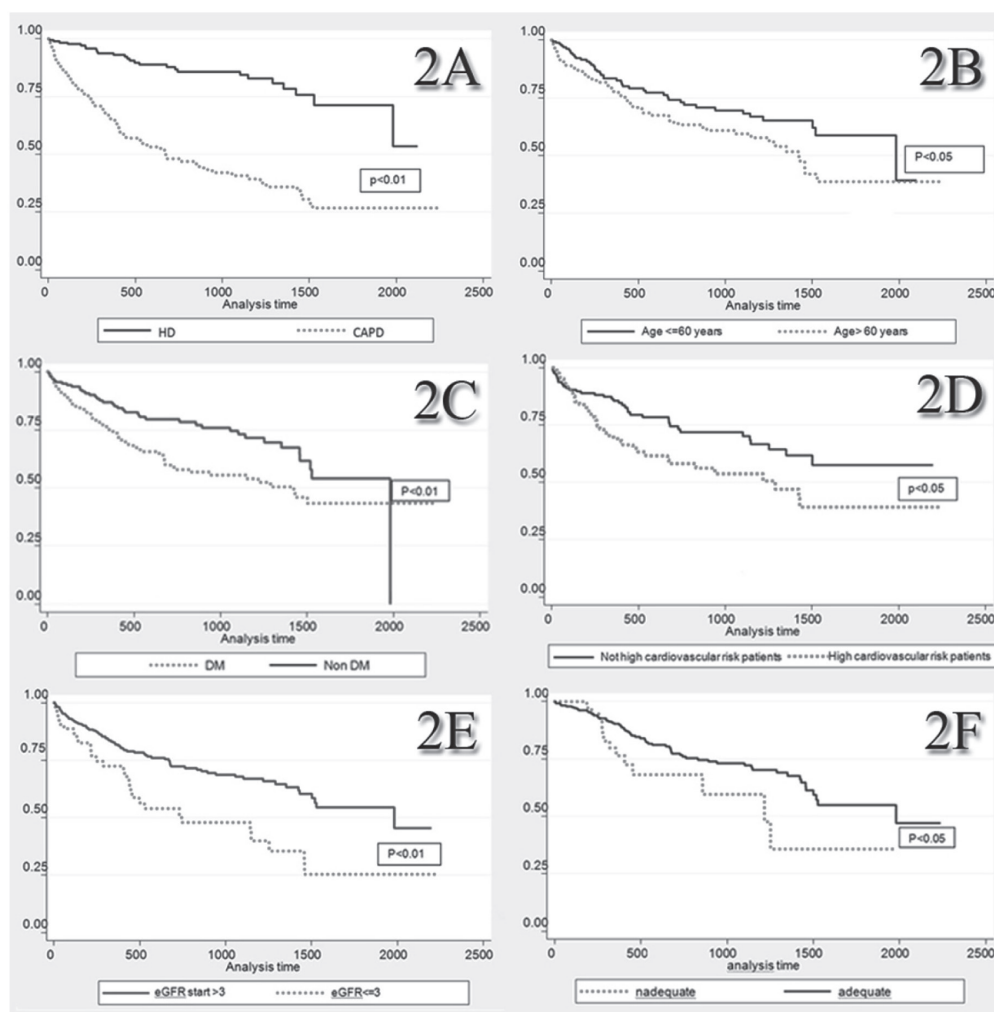 2A
1.00
0.75
0.50
0.25
0.00
p<0.01
0 500 1000 1500 2000 2500
Analysis time
HD CAPD
2B
1.00
0.75
0.50
0.25
0.00
P<0.05
0 500 1000 1500 2000 2500
Analysis time
Age <=60 years Age> 60 years
2C
1.00
0.75
0.50
0.25
0.00
P<0.01
0 500 1000 1500 2000 2500
Analysis time
DM Non DM
2D
1.00
0.75
0.50
0.25
0.00
p<0.05
0 500 1000 1500 2000 2500
Analysis time
Not high cardiovascular risk patients High cardiovascular risk patients
2E
1.00
0.75
0.50
0.25
0.00
P<0.01
0 500 1000 1500 2000 2500
Analysis time
eGFR start >3 eGFR<=3
2F
1.00
0.75
0.50
0.25
0.00
P<0.05
0 500 1000 1500 2000 2500
analysis time
nadequate adequate